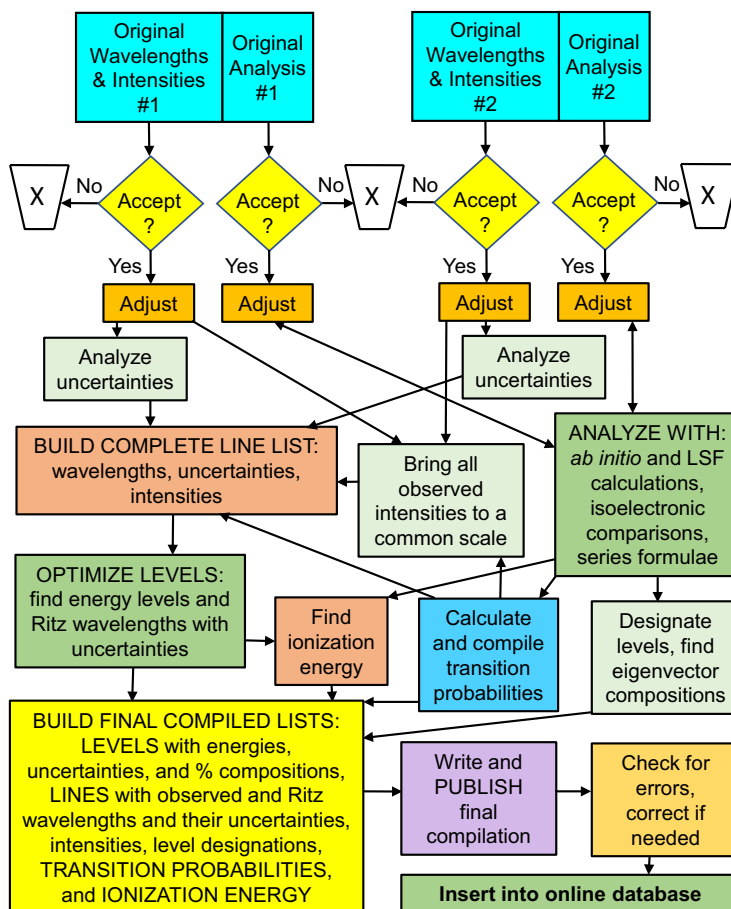 Original
Wavelengths
& Intensities
#1
Original
Analysis
#1
Original
Wavelengths
& Intensities
#2
Original
Analysis
#2
X
No
Accept
?
Accept
?
No
X
No
Accept
?
Accept
?
No
X
Yes
Yes
Yes
Yes
Adjust
Adjust
Adjust
Adjust
Analyze
uncertainties
Analyze
uncertainties
BUILD COMPLETE LINE LIST:
wavelengths, uncertainties,
intensities
Bring all
observed
intensities to a
common scale
ANALYZE WITH:
ab initio and LSF
calculations,
isoelectronic
comparisons,
series formulae
OPTIMIZE LEVELS:
find energy levels and
Ritz wavelengths with
uncertainties
Find
ionization
energy
Calculate
and compile
transition
probabilities
Designate
levels, find
eigenvector
compositions
BUILD FINAL COMPILED LISTS:
LEVELS with energies,
uncertainties, and % compositions,
LINES with observed and Ritz
wavelengths and their uncertainties,
intensities, level designations,
TRANSITION PROBABILITIES,
and IONIZATION ENERGY
Write and
PUBLISH
final
compilation
Check for
errors,
correct if
needed
Insert into online database